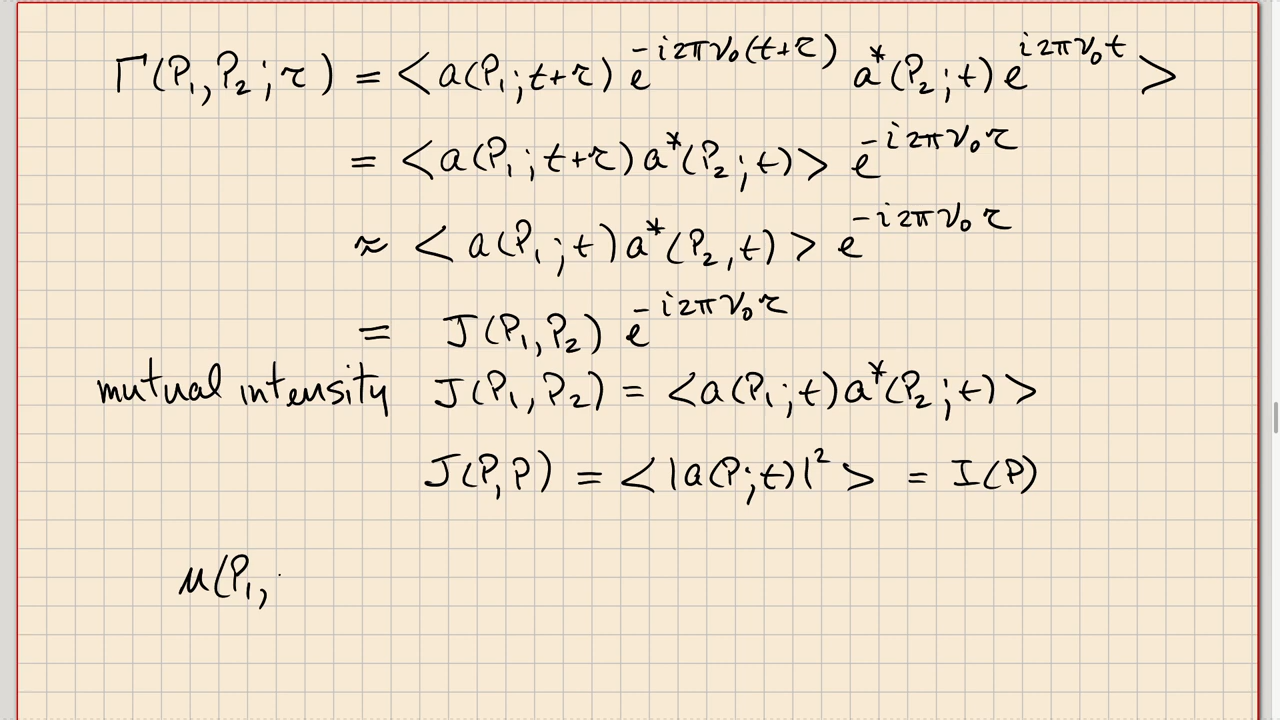 Γ(P₁,P₂;τ) = <a(P₁;t+τ) e^{-i2πν₀(t+τ)} a*(P₂;t) e^{i2πν₀t}>
= <a(P₁;t+τ)a*(P₂;t)> e^{-i2πν₀τ}
≈ <a(P₁;t)a*(P₂,t)> e^{-i2πν₀τ}
= J(P₁,P₂) e^{-i2πν₀τ}
mutual intensity J(P₁,P₂) = <a(P₁;t)a*(P₂;t)>
J(P,P) = <|a(P;t)|²> = I(P)
μ(P₁,